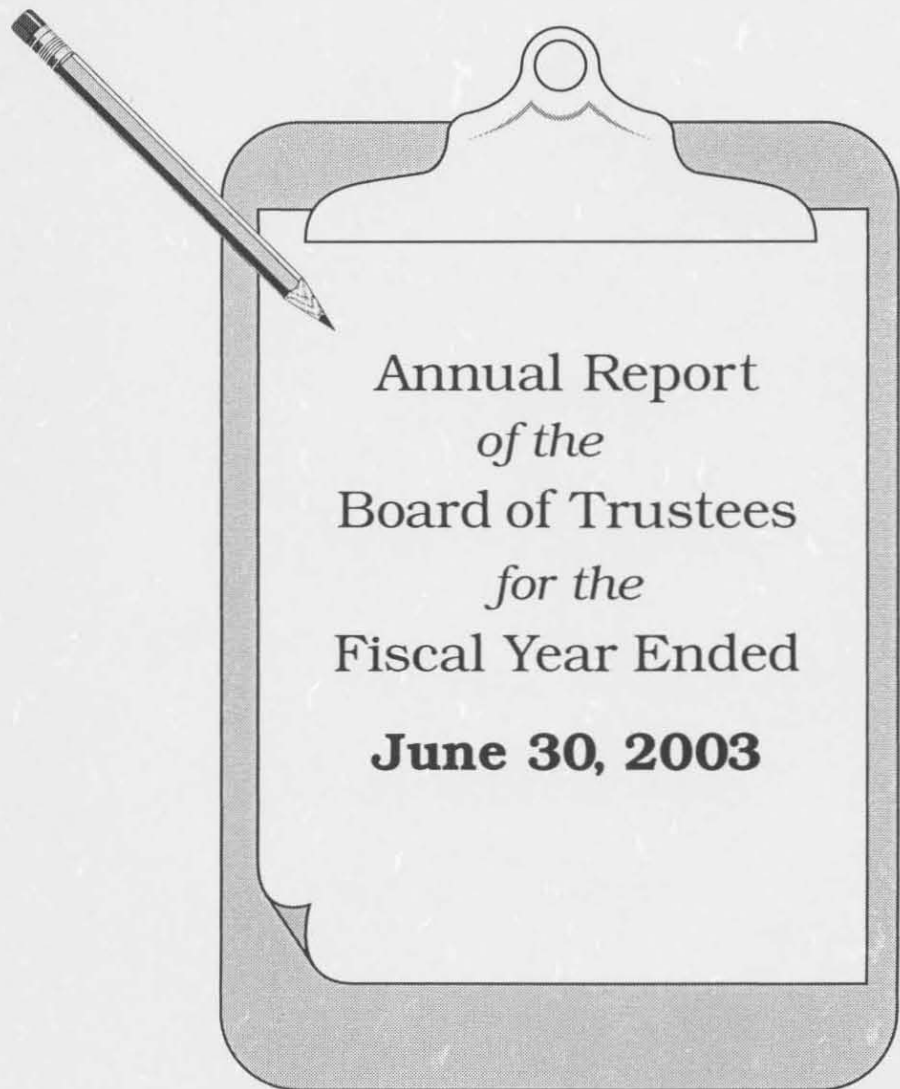 Annual Report
of the
Board of Trustees
for the
Fiscal Year Ended
June 30, 2003